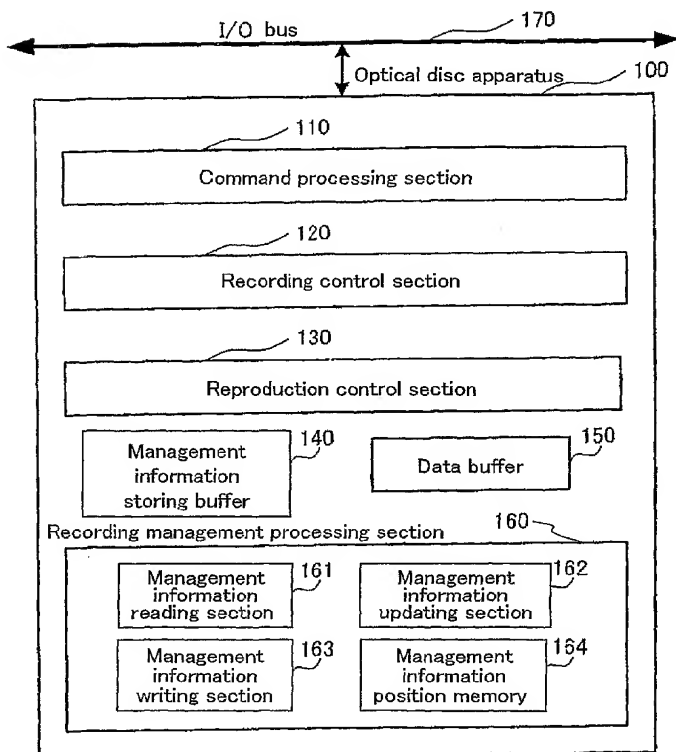 I/O bus
170
Optical disc apparatus
100
110
Command processing section
120
Recording control section
130
Reproduction control section
140
Management
information
storing buffer
150
Data buffer
Recording management processing section
160
161
Management
information
reading section
162
Management
information
updating section
163
Management
information
writing section
164
Management
information
position memory